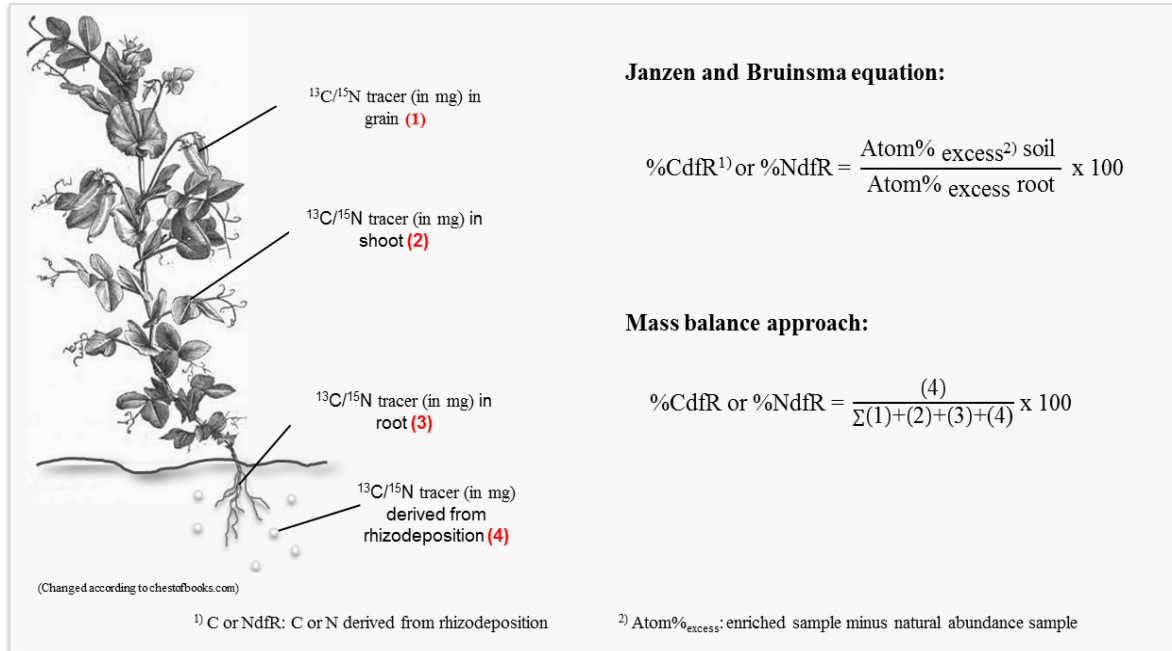 ¹³C/¹⁵N tracer (in mg) in
grain (1)
¹³C/¹⁵N tracer (in mg) in
shoot (2)
¹³C/¹⁵N tracer (in mg) in
root (3)
¹³C/¹⁵N tracer (in mg)
derived from
rhizodeposition (4)
(Changed according to chestofbooks.com)
Janzen and Bruinsma equation:
%CdfR¹⁾ or %NdfR = Atom% excess²⁾ soil / Atom% excess root x 100
Mass balance approach:
%CdfR or %NdfR = (4) / Σ(1)+(2)+(3)+(4) x 100
¹⁾ C or NdfR: C or N derived from rhizodeposition
²⁾ Atom%excess: enriched sample minus natural abundance sample